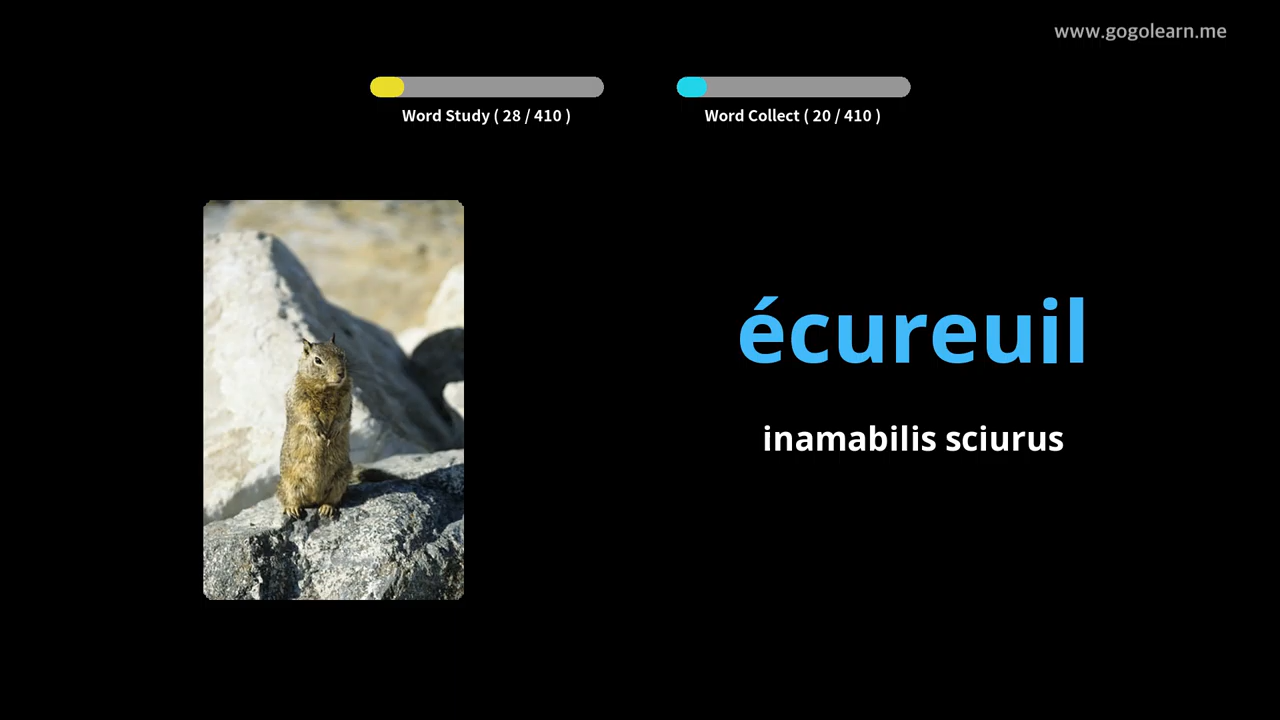 www.gogolearn.me
Word Study ( 28 / 410 )
Word Collect ( 20 / 410 )
écureuil
inamabilis sciurus